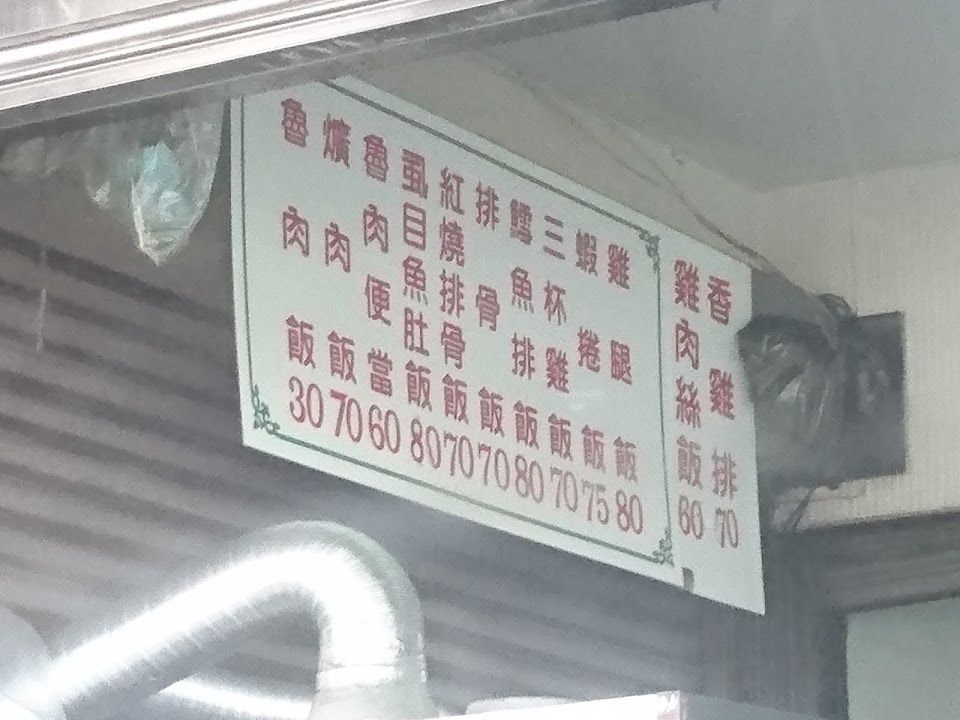 香雞排70
雞肉絲飯60
雞腿飯80
蝦捲飯75
三杯雞飯70
鱈魚排飯80
排骨飯70
紅燒排骨飯70
虱目魚肚飯80
魯肉便當60
爌肉飯70
魯肉飯30